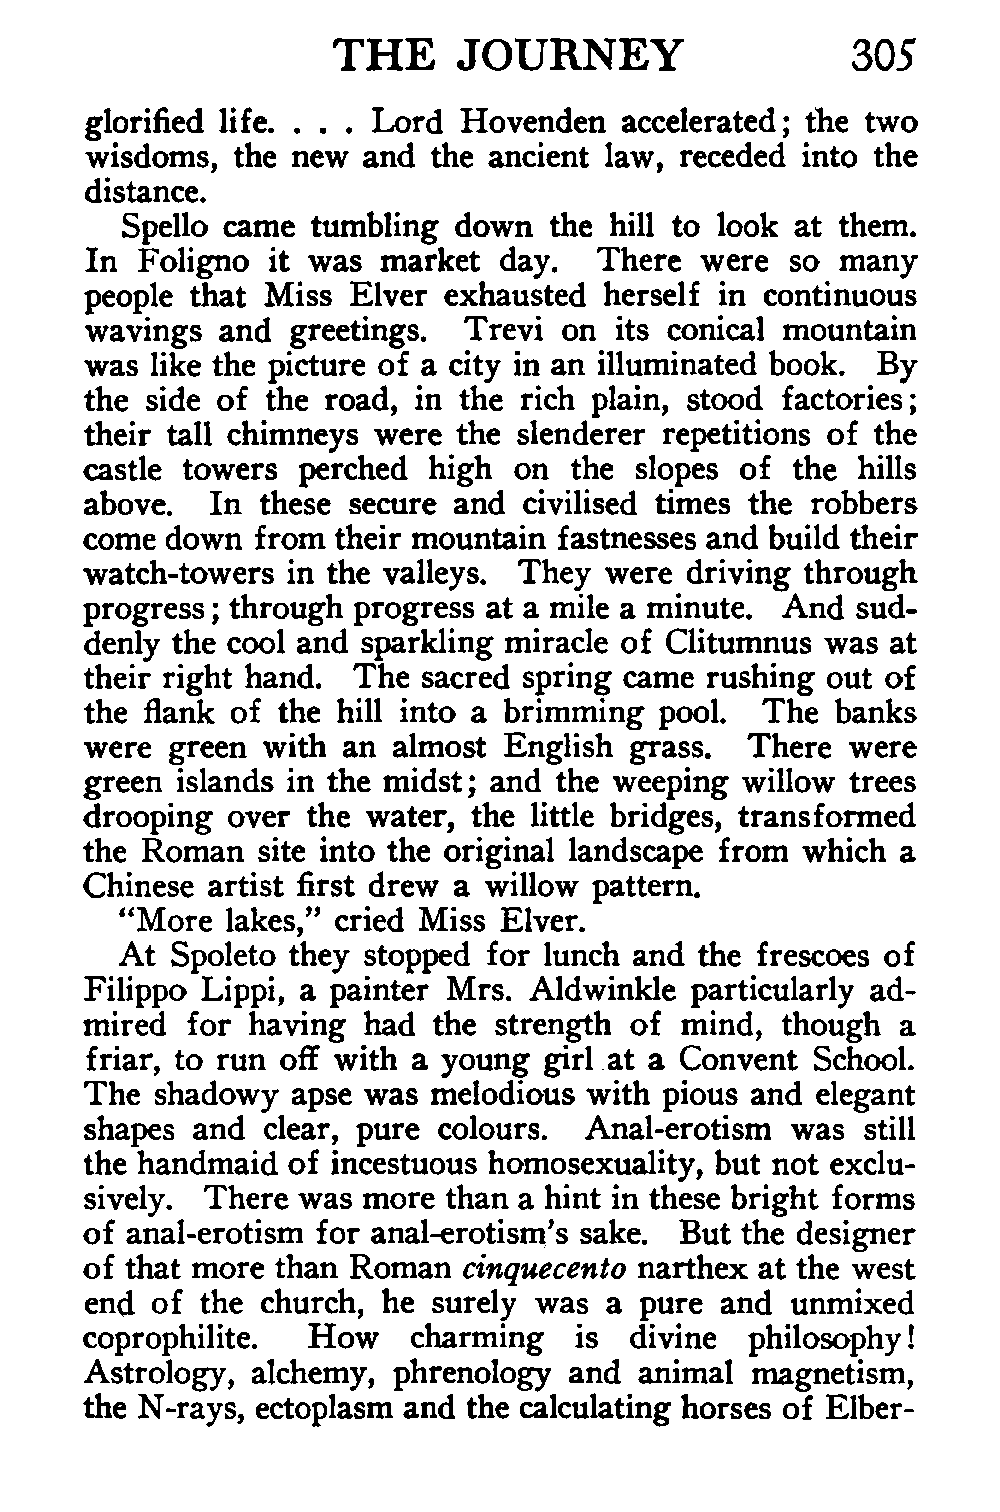 THE JOURNEY 305
glorified life. . . . Lord Hovenden accelerated; the two
wisdoms, the new and the ancient law, receded into the
distance.
Spello came tumbling down the hill to look at them.
In Foligno it was market day. There were so many
people that Miss Elver exhausted herself in continuous
wavings and greetings. Trevi on its conical mountain
was like the picture of a city in an illuminated book. By
the side of the road, in the rich plain, stood factories;
their tall chimneys were the slenderer repetitions of the
castle towers perched high on the slopes of the hills
above. In these secure and civilised times the robbers
come down from their mountain fastnesses and build their
watch-towers in the valleys. They were driving through
progress; through progress at a mile a minute. And sud-
denly the cool and sparkling miracle of Clitumnus was at
their right hand. The sacred spring came rushing out of
the flank of the hill into a brimming pool. The banks
were green with an almost English grass. There were
green islands in the midst; and the weeping willow trees
drooping over the water, the little bridges, transformed
the Roman site into the original landscape from which a
Chinese artist first drew a willow pattern.
“More lakes,” cried Miss Elver.
At Spoleto they stopped for lunch and the frescoes of
Filippo Lippi, a painter Mrs. Aldwinkle particularly ad-
mired for having had the strength of mind, though a
friar, to run off with a young girl at a Convent School.
The shadowy apse was melodious with pious and elegant
shapes and clear, pure colours. Anal-erotism was still
the handmaid of incestuous homosexuality, but not exclu-
sively. There was more than a hint in these bright forms
of anal-erotism for anal-erotism's sake. But the designer
of that more than Roman cinquecento narthex at the west
end of the church, he surely was a pure and unmixed
coprophilite. How charming is divine philosophy!
Astrology, alchemy, phrenology and animal magnetism,
the N-rays, ectoplasm and the calculating horses of Elber-